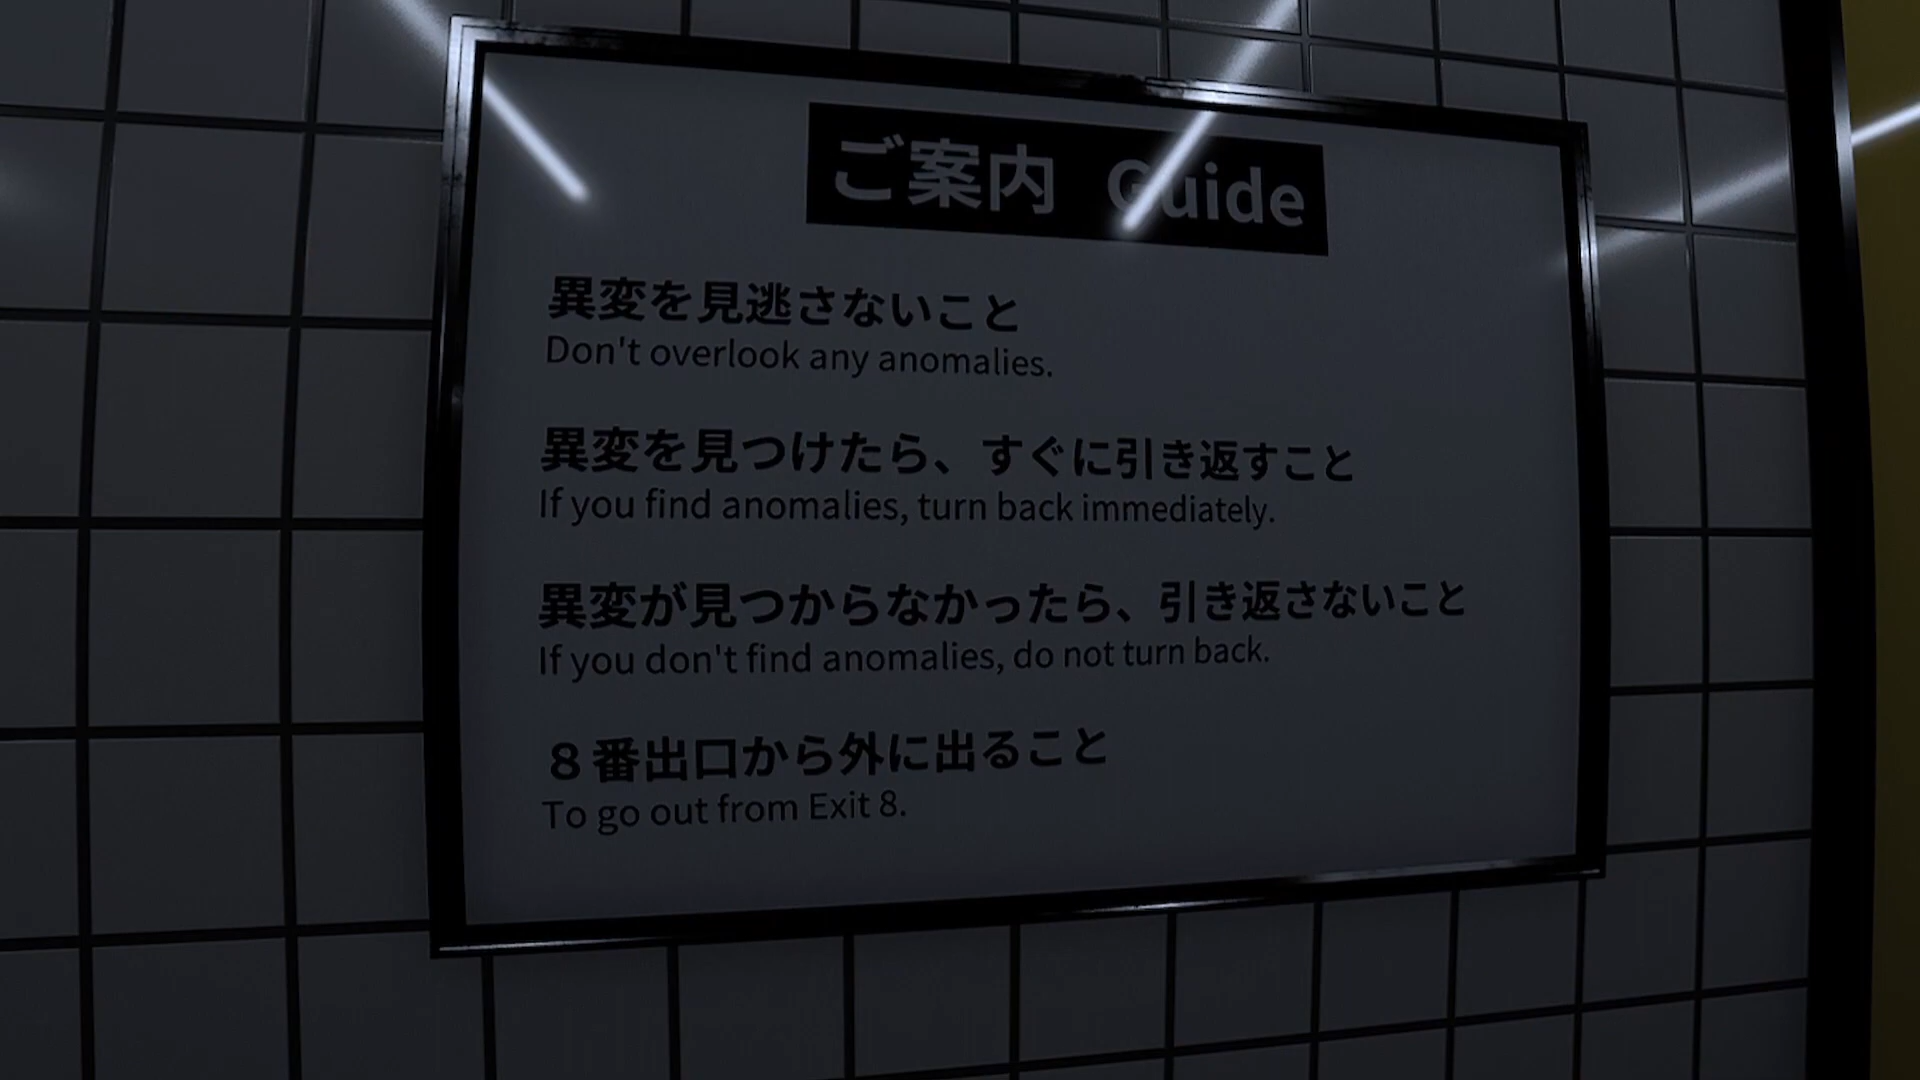 ご案内 Guide
異変を見逃さないこと
Don't overlook any anomalies.
異変を見つけたら、すぐに引き返すこと
If you find anomalies, turn back immediately.
異変が見つからなかったら、引き返さないこと
If you don't find anomalies, do not turn back.
８番出口から外に出ること
To go out from Exit 8.